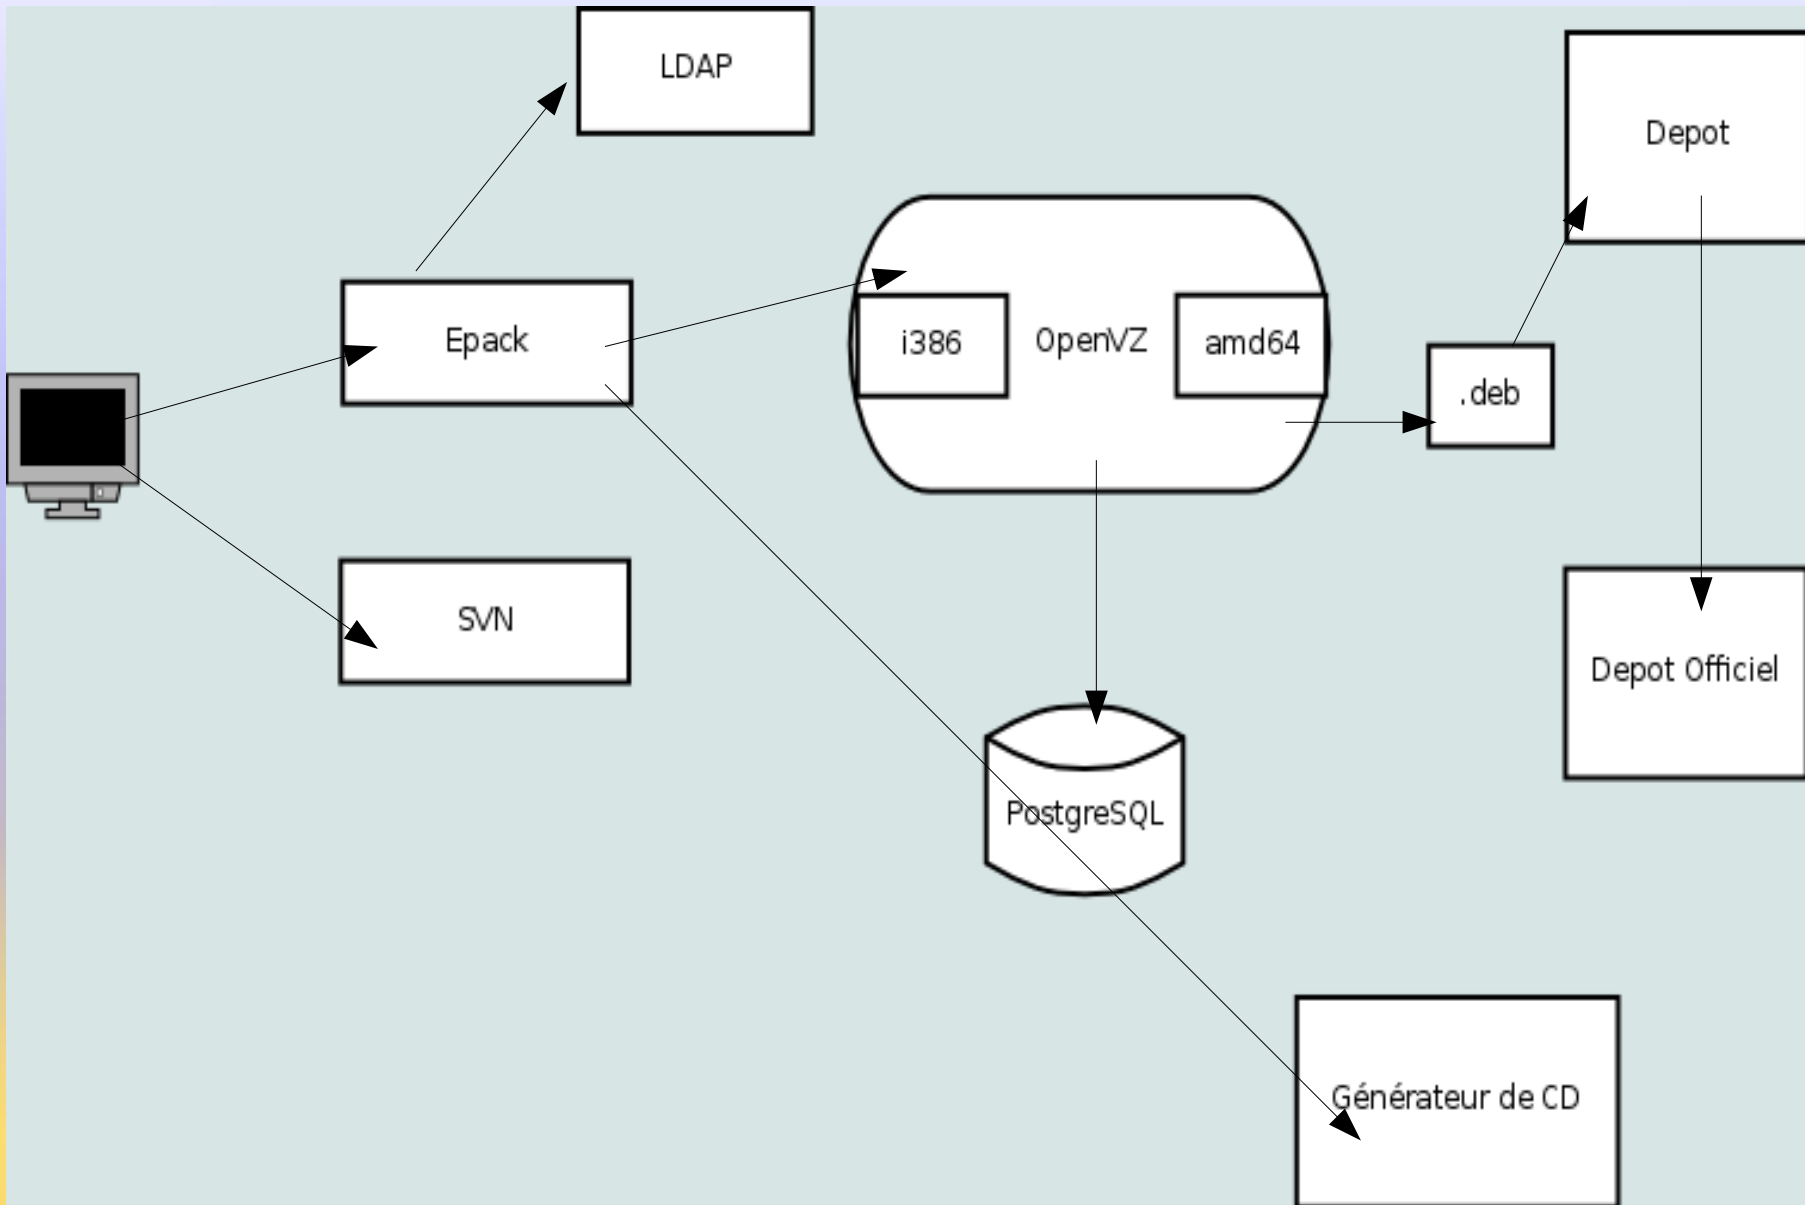 LDAP
Depot
Epack
i386
OpenVZ
amd64
.deb
SVN
Depot Officiel
PostgreSQL
Générateur de CD